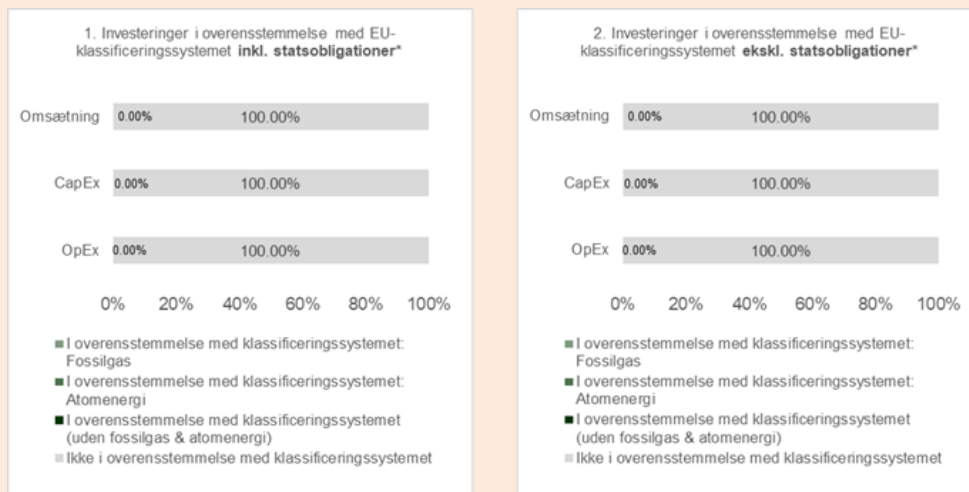 1. Investeringer i overensstemmelse med EU-
klassificeringssystemet inkl. statsobligationer*
Omsætning
0.00%
100.00%
CapEx
0.00%
100.00%
OpEx
0.00%
100.00%
0%
20%
40%
60%
80%
100%
I overensstemmelse med klassificeringssystemet:
Fossilgas
I overensstemmelse med klassificeringssystemet:
Atomenergi
I overensstemmelse med klassificeringssystemet
(uden fossilgas & atomenergi)
Ikke i overensstemmelse med klassificeringssystemet
2. Investeringer i overensstemmelse med EU-
klassificeringssystemet ekskl. statsobligationer*
Omsætning
0.00%
100.00%
CapEx
0.00%
100.00%
OpEx
0.00%
100.00%
0%
20%
40%
60%
80%
100%
I overensstemmelse med klassificeringssystemet:
Fossilgas
I overensstemmelse med klassificeringssystemet:
Atomenergi
I overensstemmelse med klassificeringssystemet
(uden fossilgas & atomenergi)
Ikke i overensstemmelse med klassificeringssystemet